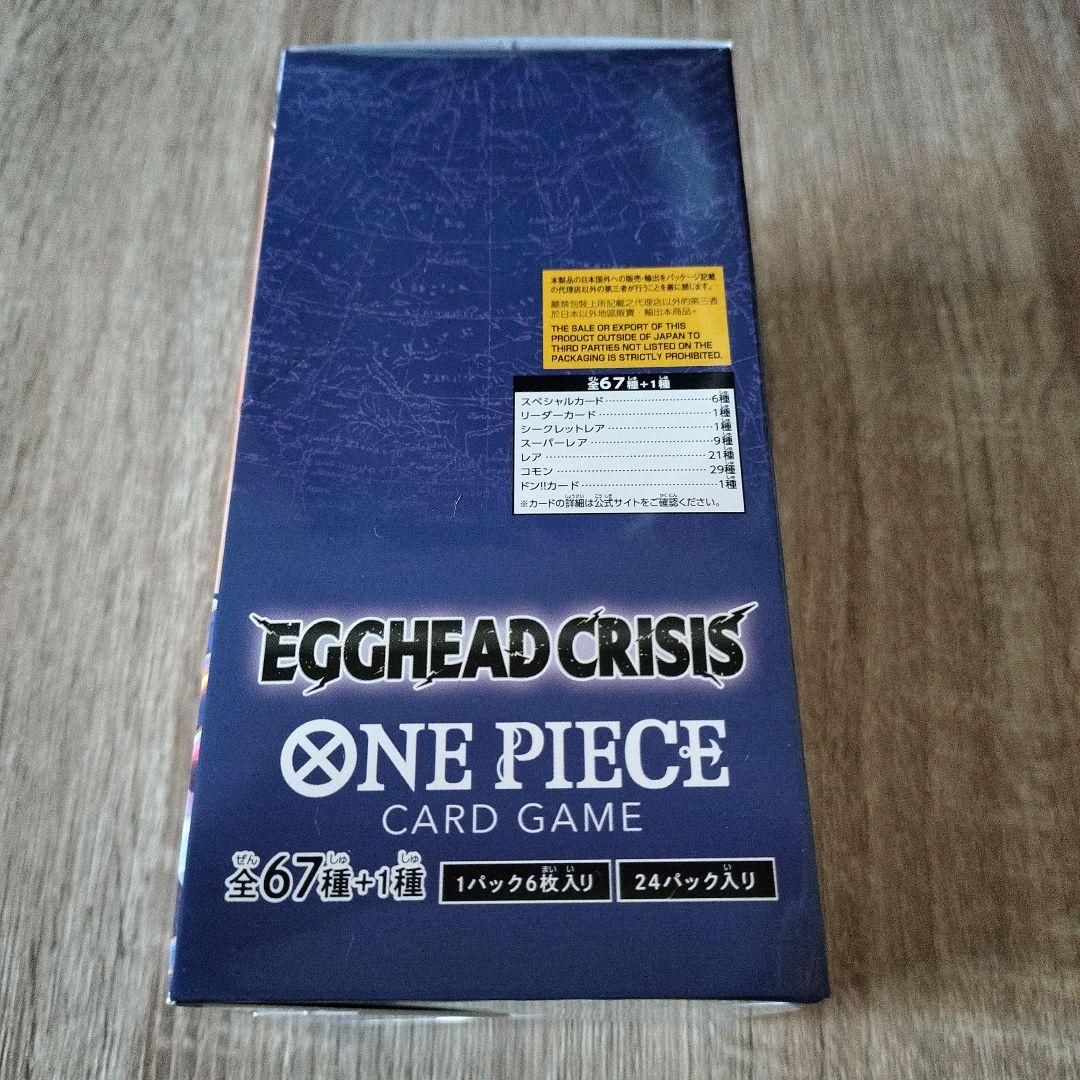 本製品の日本国外への販売・輸出をパッケージ記載
の代理店以外の第三者が行うことを厳に禁じます。
嚴禁包裝上所記載之代理店以外的第三者
於日本以外地區販賣・輸出本商品。
THE SALE OR EXPORT OF THIS
PRODUCT OUTSIDE OF JAPAN TO
THIRD PARTIES NOT LISTED ON THE
PACKAGING IS STRICTLY PROHIBITED.
全67種+1種
スペシャルカード……………………6種
リーダーカード……………………1種
シークレットレア……………………1種
スーパーレア……………………9種
レア……………………21種
コモン……………………29種
ドン!!カード……………………1種
※カードの詳細は公式サイトをご確認ください。
EGGHEAD CRISIS
ONE PIECE
CARD GAME
全67種+1種 1パック6枚入り 24パック入り